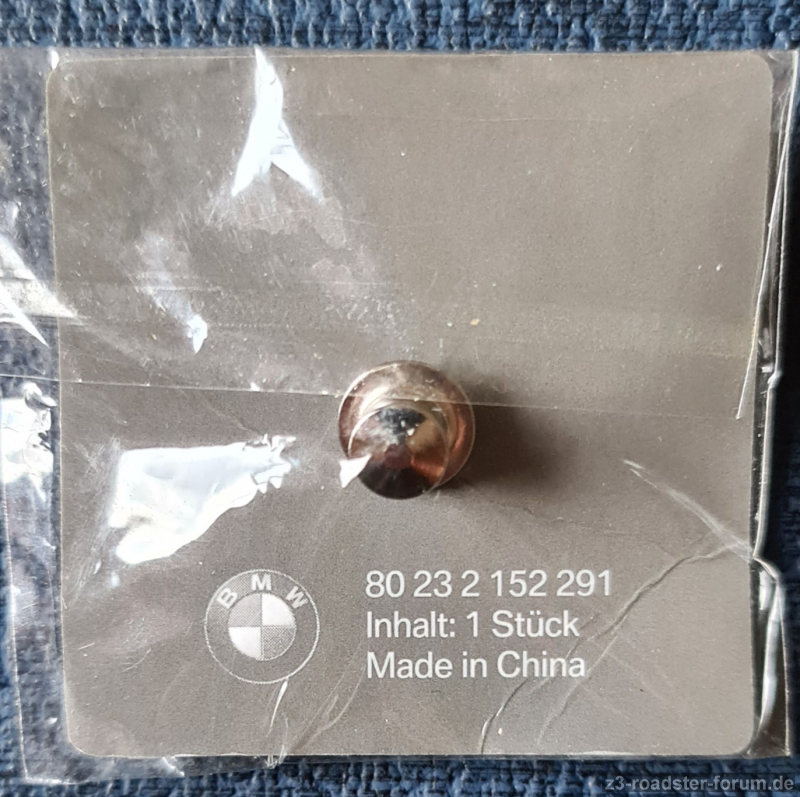 BMW
80 23 2 152 291
Inhalt: 1 Stück
Made in China
z3-roadster-forum.de